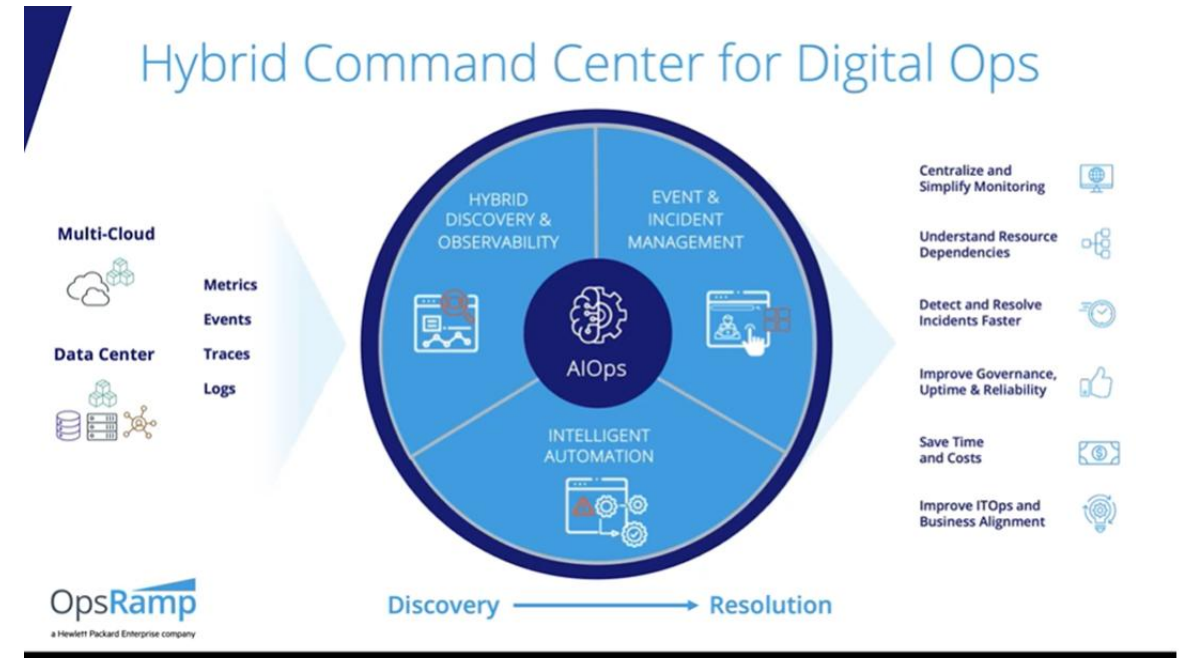 Hybrid Command Center for Digital Ops
Multi-Cloud
Data Center
Metrics
Events
Traces
Logs
HYBRID
DISCOVERY &
OBSERVABILITY
EVENT &
INCIDENT
MANAGEMENT
AIOps
INTELLIGENT
AUTOMATION
Centralize and
Simplify Monitoring
Understand Resource
Dependencies
Detect and Resolve
Incidents Faster
Improve Governance,
Uptime & Reliability
Save Time
and Costs
Improve ITOps and
Business Alignment
OpsRamp
a Hewlett Packard Enterprise company
Discovery
Resolution